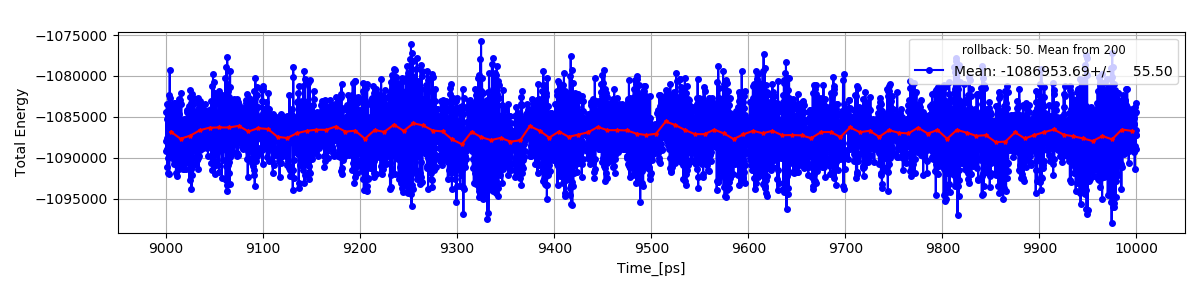 −1075000
−1080000
−1085000
−1090000
−1095000
Total Energy
rollback: 50. Mean from 200
Mean: -1086953.69+/- 55.50
9000 9100 9200 9300 9400 9500 9600 9700 9800 9900 10000
Time_[ps]